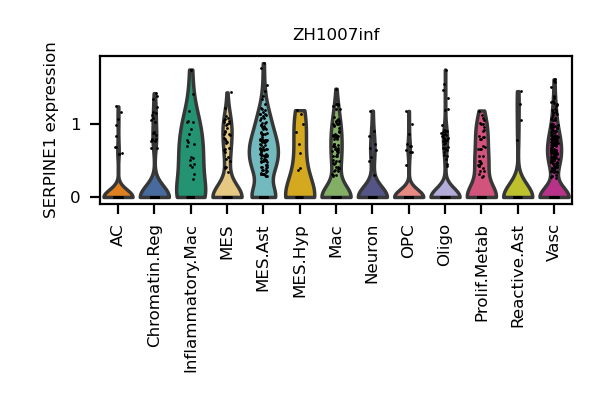 ZH1007inf
SERPINE1 expression
1
0
AC
Chromatin.Reg
Inflammatory.Mac
MES
MES.Ast
MES.Hyp
Mac
Neuron
OPC
Oligo
Prolif.Metab
Reactive.Ast
Vasc